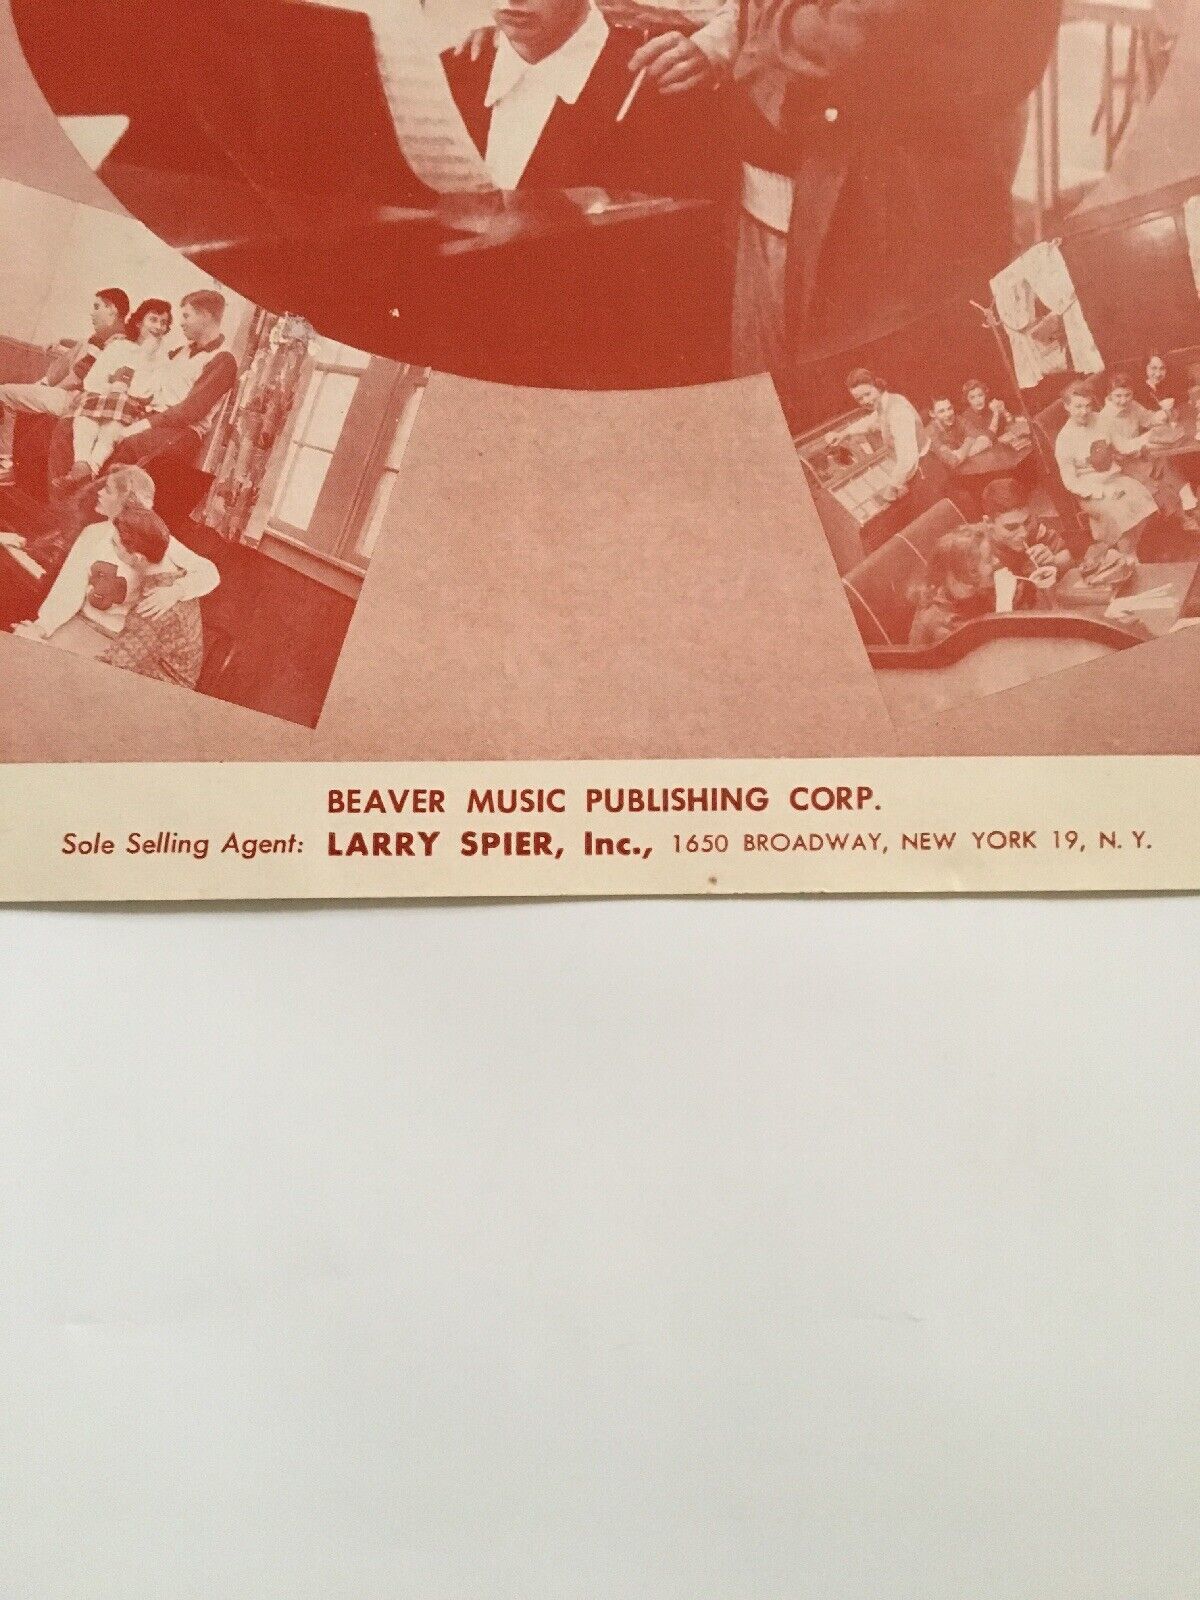 BEAVER MUSIC PUBLISHING CORP.
Sole Selling Agent: LARRY SPIER, Inc., 1650 BROADWAY, NEW YORK 19, N. Y.